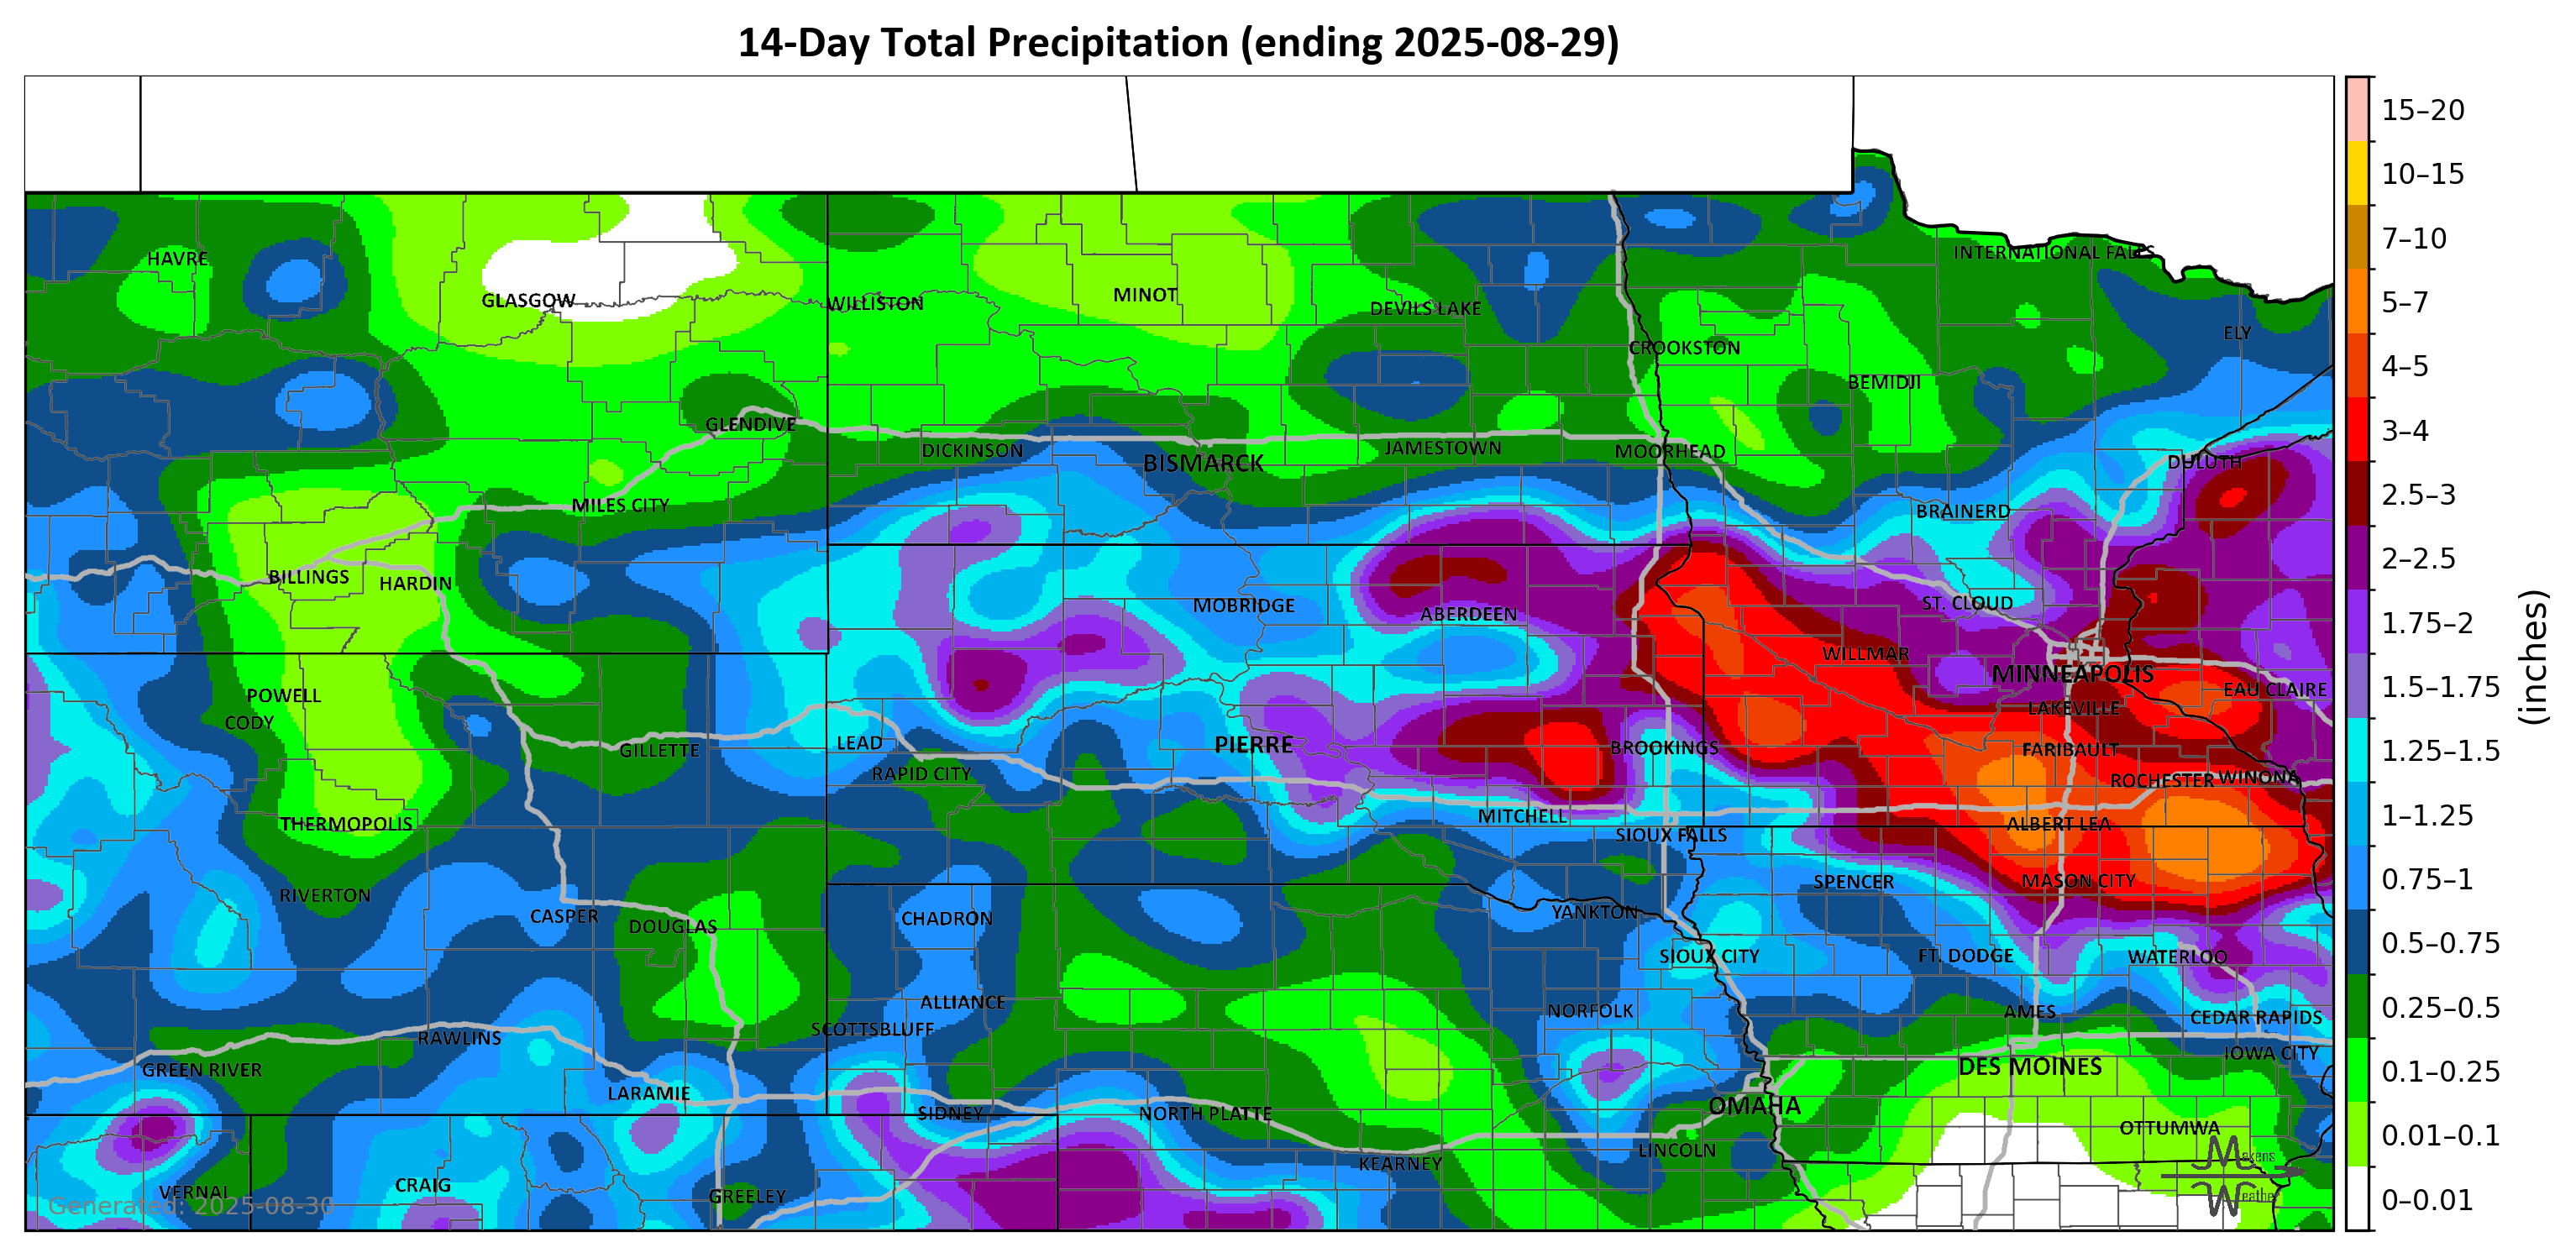 14-Day Total Precipitation (ending 2025-08-29)
15–20
10–15
7–10
5–7
4–5
3–4
2.5–3
2–2.5
1.75–2
1.5–1.75
1.25–1.5
1–1.25
0.75–1
0.5–0.75
0.25–0.5
0.1–0.25
0.01–0.1
0–0.01
(inches)
HAVRE
INTERNATIONAL FALLS
GLASGOW
WILLISTON
MINOT
DEVILS LAKE
ELY
CROOKSTON
BEMIDJI
GLENDIVE
DICKINSON
BISMARCK
JAMESTOWN
MOORHEAD
DULUTH
MILES CITY
BRAINERD
BILLINGS
HARDIN
MOBRIDGE
ABERDEEN
ST. CLOUD
WILLMAR
MINNEAPOLIS
POWELL
EAU CLAIRE
CODY
LAKEVILLE
GILLETTE
LEAD
PIERRE
BROOKINGS
FARIBAULT
RAPID CITY
ROCHESTER
WINONA
THERMOPOLIS
MITCHELL
SIOUX FALLS
ALBERT LEA
RIVERTON
SPENCER
MASON CITY
CASPER
DOUGLAS
CHADRON
YANKTON
SIOUX CITY
FT. DODGE
WATERLOO
ALLIANCE
NORFOLK
AMES
CEDAR RAPIDS
SCOTTSBLUFF
RAWLINS
IOWA CITY
GREEN RIVER
DES MOINES
LARAMIE
SIDNEY
NORTH PLATTE
OMAHA
OTTUMWA
LINCOLN
KEARNEY
VERNAL
CRAIG
GREELEY
Makens
Weather
Generated: 2025-08-30